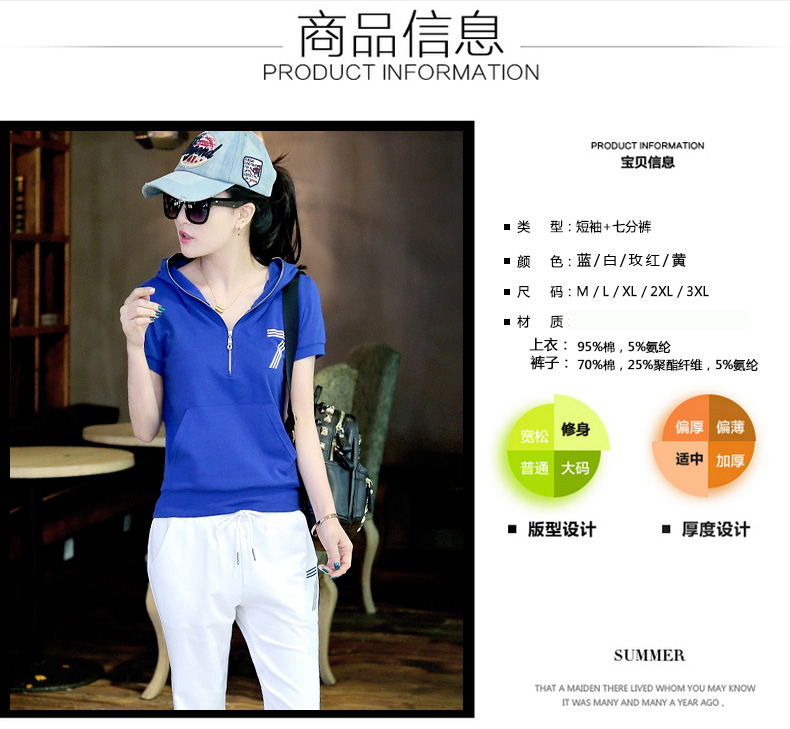 商品信息
PRODUCT INFORMATION
PRODUCT INFORMATION
宝贝信息
类 型：短袖+七分裤
颜 色：蓝/白/玫红/黄
尺 码：M / L / XL / 2XL / 3XL
材 质
上衣： 95%棉，5%氨纶
裤子： 70%棉，25%聚酯纤维，5%氨纶
7
宽松 修身
普通 大码
偏厚 偏薄
适中 加厚
版型设计
厚度设计
7
SUMMER
THAT A MAIDEN THERE LIVED WHOM YOU MAY KNOW
IT WAS MANY AND MANY A YEAR AGO ,